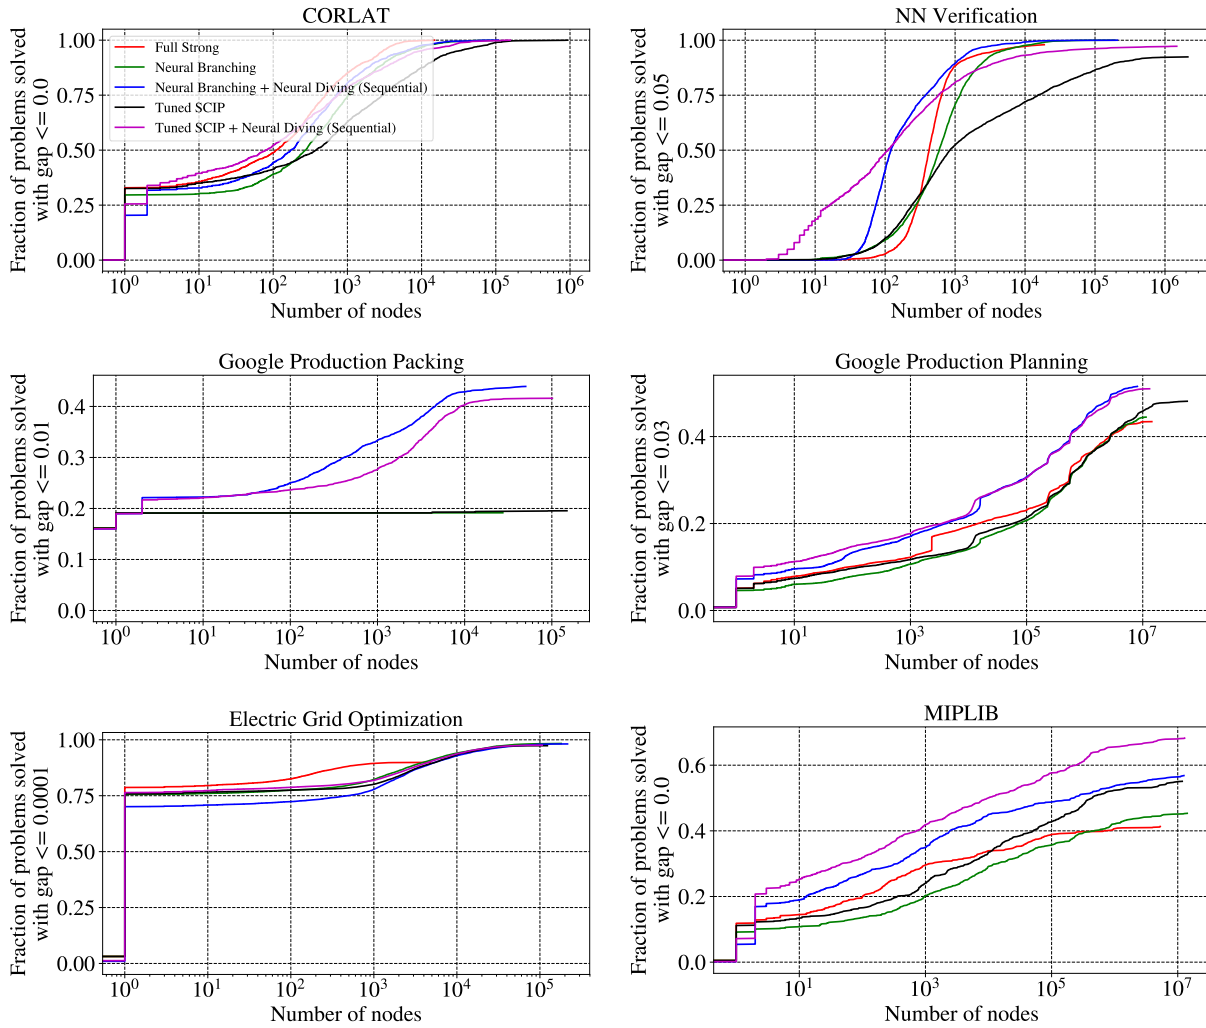 CORLAT
Fraction of problems solved
with gap <= 0.0
1.00
0.75
0.50
0.25
0.00
Full Strong
Neural Branching
Neural Branching + Neural Diving (Sequential)
Tuned SCIP
Tuned SCIP + Neural Diving (Sequential)
10^0 10^1 10^2 10^3 10^4 10^5 10^6
Number of nodes
NN Verification
Fraction of problems solved
with gap <= 0.05
1.00
0.75
0.50
0.25
0.00
10^0 10^1 10^2 10^3 10^4 10^5 10^6
Number of nodes
Google Production Packing
Fraction of problems solved
with gap <= 0.01
0.4
0.3
0.2
0.1
0.0
10^0 10^1 10^2 10^3 10^4 10^5
Number of nodes
Google Production Planning
Fraction of problems solved
with gap <= 0.03
0.4
0.2
0.0
10^1 10^3 10^5 10^7
Number of nodes
Electric Grid Optimization
Fraction of problems solved
with gap <= 0.0001
1.00
0.75
0.50
0.25
0.00
10^0 10^1 10^2 10^3 10^4 10^5
Number of nodes
MIPLIB
Fraction of problems solved
with gap <= 0.0
0.6
0.4
0.2
0.0
10^1 10^3 10^5 10^7
Number of nodes